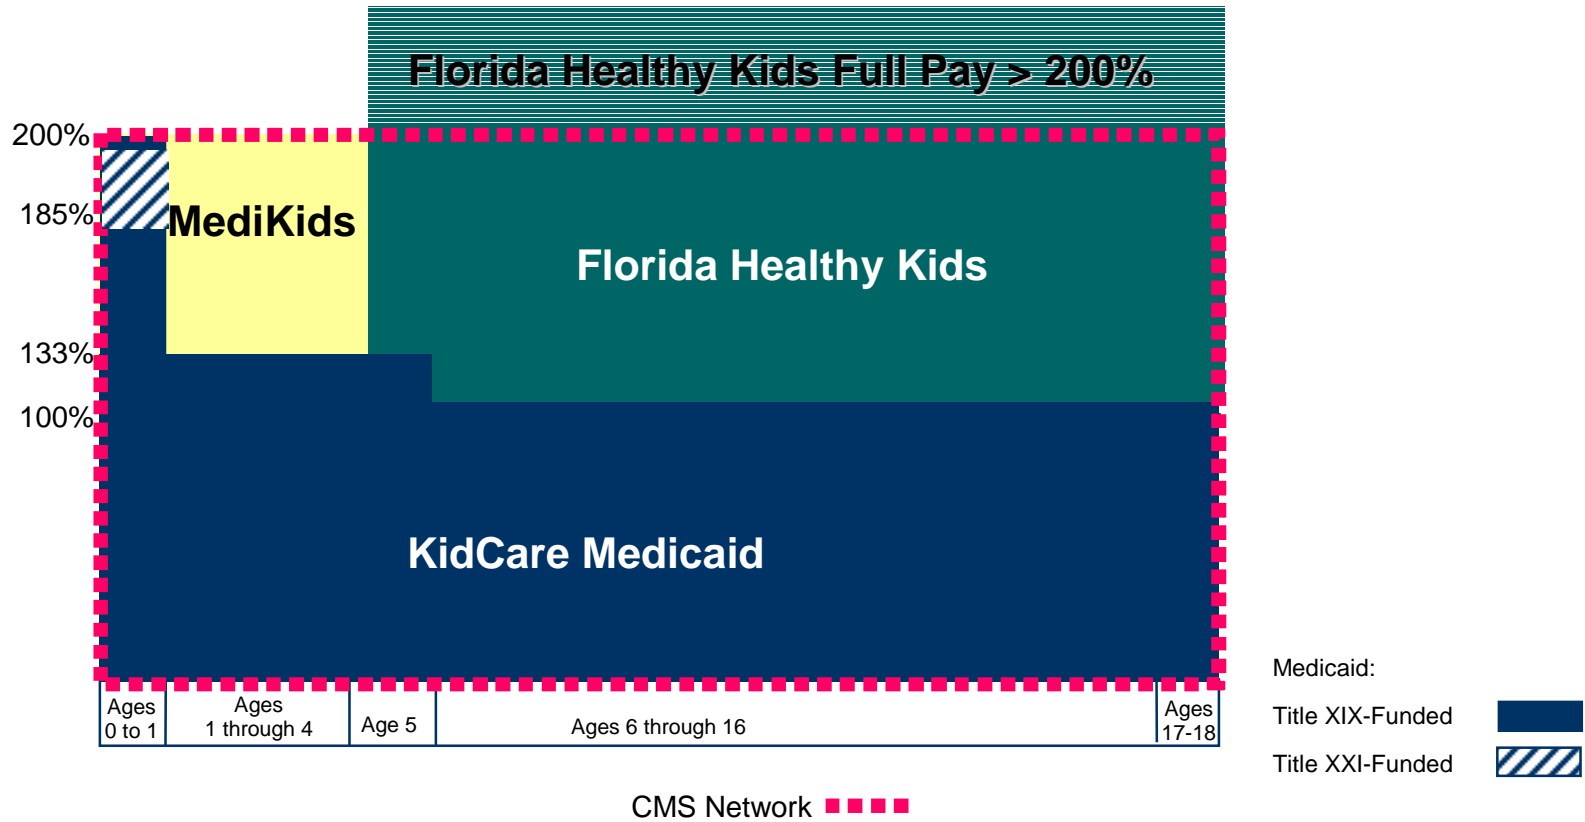 Florida Healthy Kids Full Pay > 200%
200%
185%
MediKids
Florida Healthy Kids
133%
100%
KidCare Medicaid
Ages
0 to 1
Ages
1 through 4
Age 5
Ages 6 through 16
Ages
17-18
Medicaid:
Title XIX-Funded
Title XXI-Funded
CMS Network